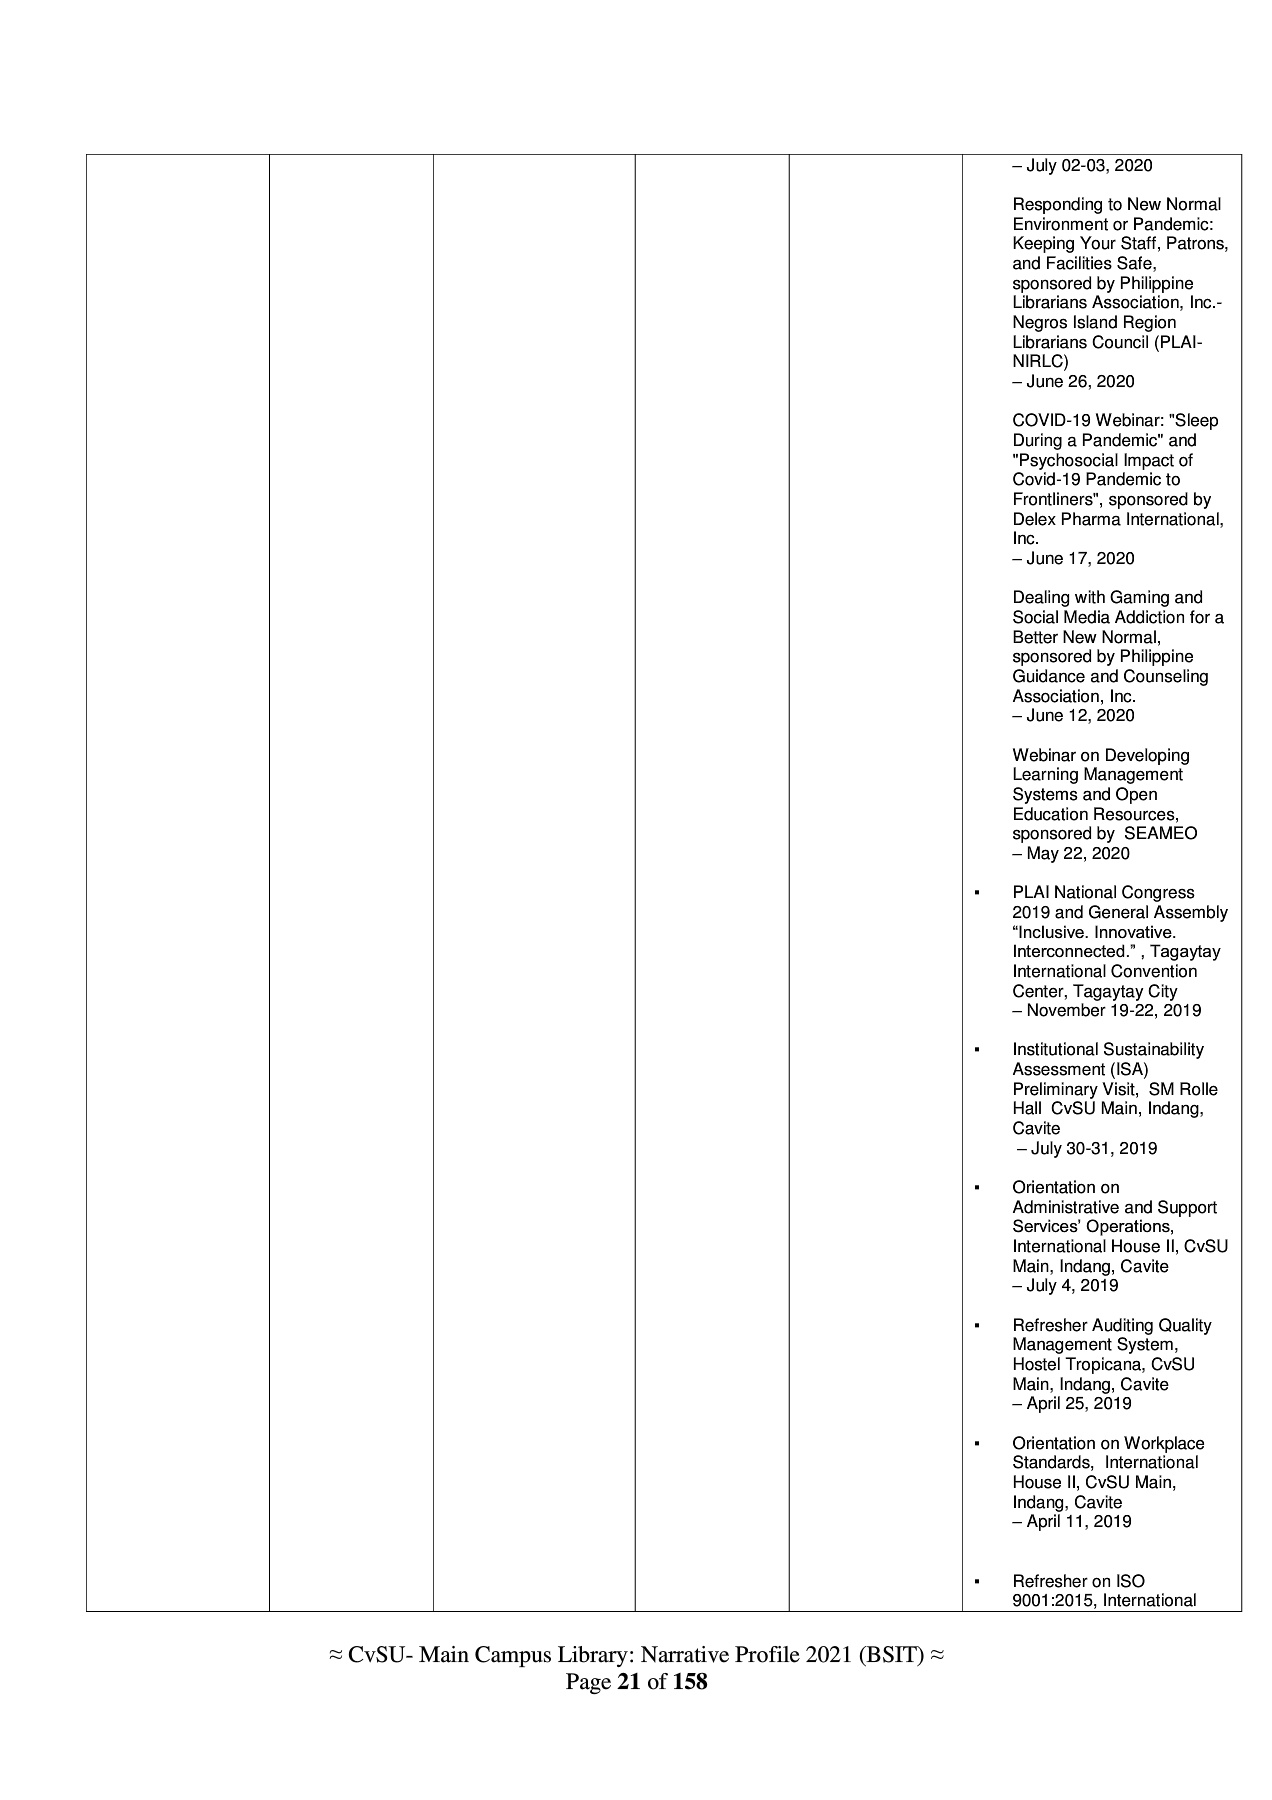 – July 02-03, 2020
Responding to New Normal
Environment or Pandemic:
Keeping Your Staff, Patrons,
and Facilities Safe,
sponsored by Philippine
Librarians Association, Inc.-
Negros Island Region
Librarians Council (PLAI-
NIRLC)
– June 26, 2020
COVID-19 Webinar: "Sleep
During a Pandemic" and
"Psychosocial Impact of
Covid-19 Pandemic to
Frontliners", sponsored by
Delex Pharma International,
Inc.
– June 17, 2020
Dealing with Gaming and
Social Media Addiction for a
Better New Normal,
sponsored by Philippine
Guidance and Counseling
Association, Inc.
– June 12, 2020
Webinar on Developing
Learning Management
Systems and Open
Education Resources,
sponsored by  SEAMEO
– May 22, 2020
▪ PLAI National Congress
2019 and General Assembly
“Inclusive. Innovative.
Interconnected.” , Tagaytay
International Convention
Center, Tagaytay City
– November 19-22, 2019
▪ Institutional Sustainability
Assessment (ISA)
Preliminary Visit,  SM Rolle
Hall  CvSU Main, Indang,
Cavite
– July 30-31, 2019
▪ Orientation on
Administrative and Support
Services’ Operations,
International House II, CvSU
Main, Indang, Cavite
– July 4, 2019
▪ Refresher Auditing Quality
Management System,
Hostel Tropicana, CvSU
Main, Indang, Cavite
– April 25, 2019
▪ Orientation on Workplace
Standards,  International
House II, CvSU Main,
Indang, Cavite
– April 11, 2019
▪ Refresher on ISO
9001:2015, International
≈ CvSU- Main Campus Library: Narrative Profile 2021 (BSIT) ≈
Page 21 of 158